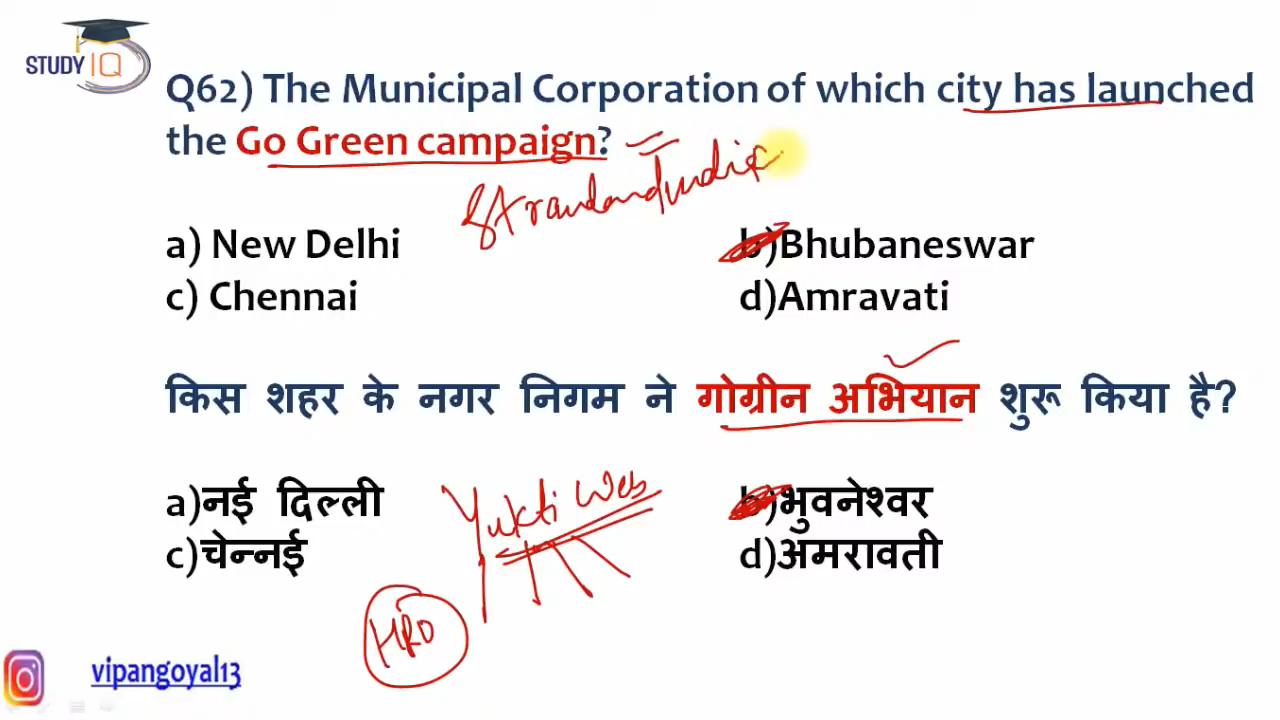 STUDY IQ
Q62) The Municipal Corporation of which city has launched
the Go Green campaign?
a) New Delhi
b)Bhubaneswar
c) Chennai
d)Amravati
किस शहर के नगर निगम ने गोग्रीन अभियान शुरू किया है?
a)नई दिल्ली
b)भुवनेश्वर
c)चेन्नई
d)अमरावती
Yukti Web
HRD
vipangoyal13